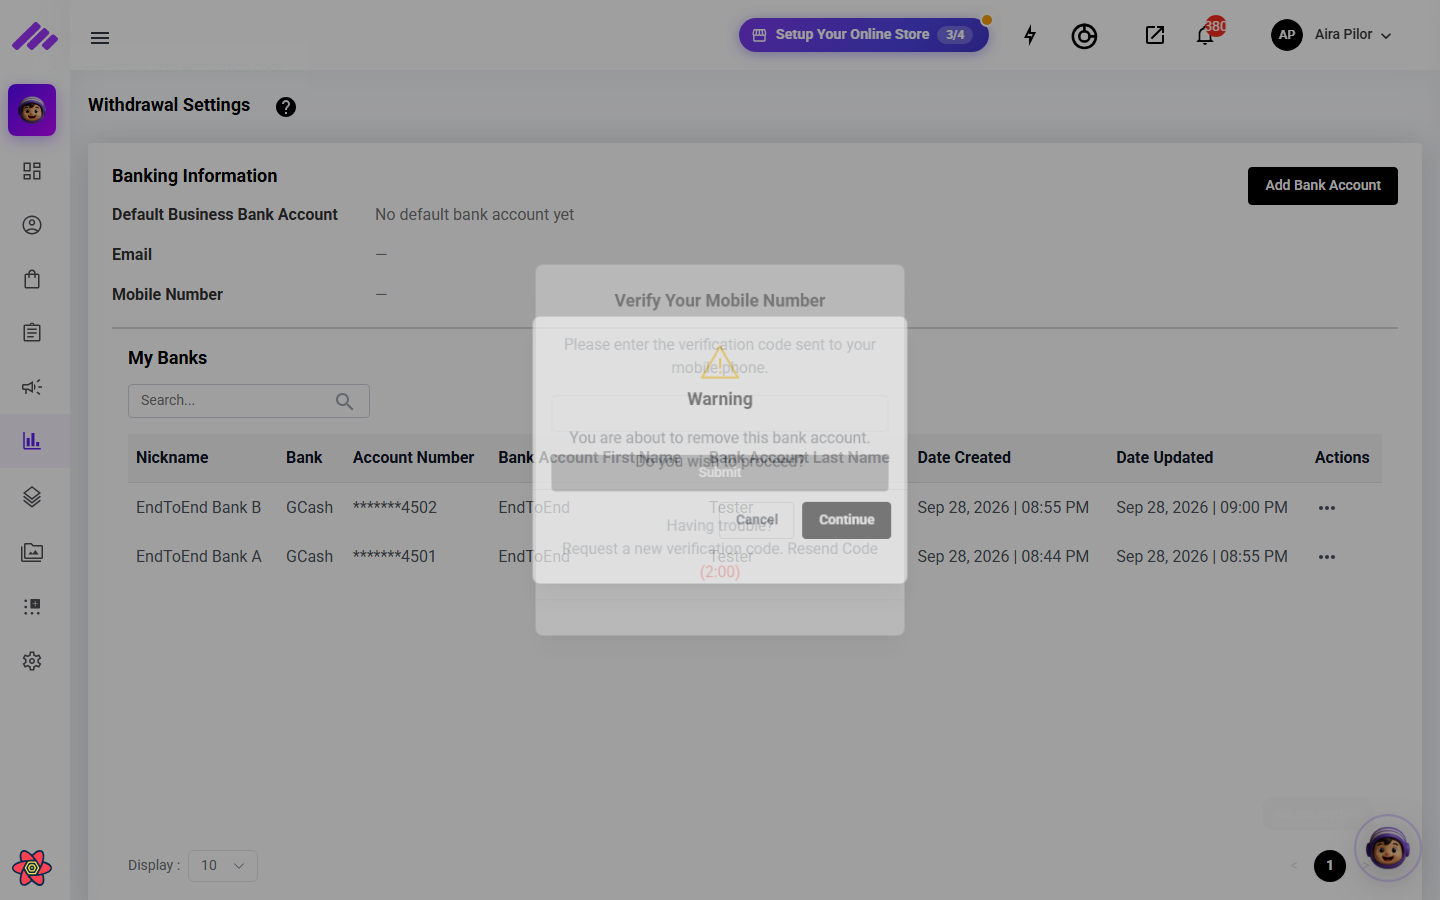 Setup Your Online Store 3/4
380
AP
Aira Pilor
Withdrawal Settings
Banking Information
Add Bank Account
Default Business Bank Account No default bank account yet
Email —
Mobile Number —
Verify Your Mobile Number
Please enter the verification code sent to your
mobile phone.
Submit
Having trouble?
Request a new verification code. Resend Code
(2:00)
Warning
You are about to remove this bank account.
Do you wish to proceed?
Cancel Continue
My Banks
Search...
Nickname Bank Account Number Bank Account First Name Bank Account Last Name Date Created Date Updated Actions
EndToEnd Bank B GCash *******4502 EndToEnd Tester Sep 28, 2026 | 08:55 PM Sep 28, 2026 | 09:00 PM
EndToEnd Bank A GCash *******4501 EndToEnd Tester Sep 28, 2026 | 08:44 PM Sep 28, 2026 | 08:55 PM
Display : 10
< 1 >